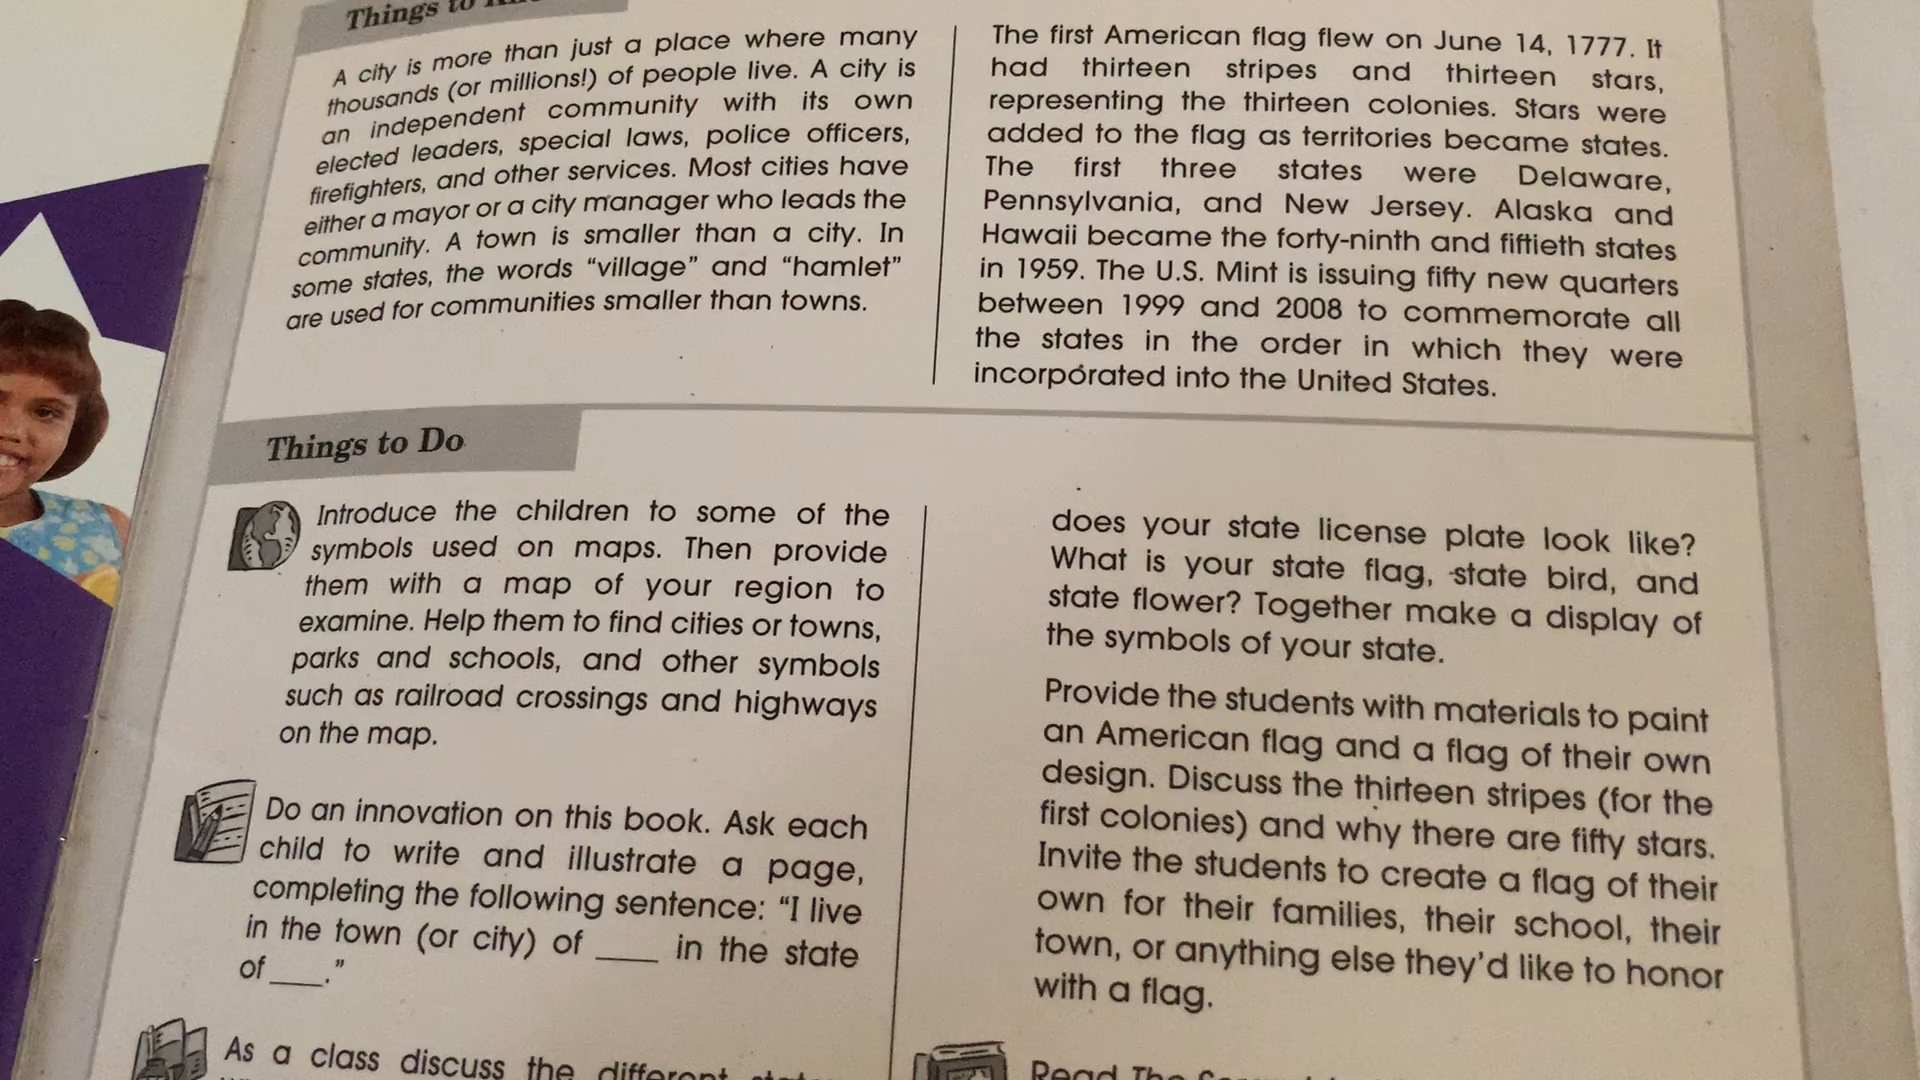 Things to
A city is more than just a place where many
thousands (or millions!) of people live. A city is
an independent community with its own
elected leaders, special laws, police officers,
firefighters, and other services. Most cities have
either a mayor or a city manager who leads the
community. A town is smaller than a city. In
some states, the words “village” and “hamlet”
are used for communities smaller than towns.
The first American flag flew on June 14, 1777. It
had thirteen stripes and thirteen stars,
representing the thirteen colonies. Stars were
added to the flag as territories became states.
The first three states were Delaware,
Pennsylvania, and New Jersey. Alaska and
Hawaii became the forty-ninth and fiftieth states
in 1959. The U.S. Mint is issuing fifty new quarters
between 1999 and 2008 to commemorate all
the states in the order in which they were
incorporated into the United States.
Things to Do
Introduce the children to some of the
symbols used on maps. Then provide
them with a map of your region to
examine. Help them to find cities or towns,
parks and schools, and other symbols
such as railroad crossings and highways
on the map.
Do an innovation on this book. Ask each
child to write and illustrate a page,
completing the following sentence: “I live
in the town (or city) of ____ in the state
of ____.”
As a class discuss the different
does your state license plate look like?
What is your state flag, state bird, and
state flower? Together make a display of
the symbols of your state.
Provide the students with materials to paint
an American flag and a flag of their own
design. Discuss the thirteen stripes (for the
first colonies) and why there are fifty stars.
Invite the students to create a flag of their
own for their families, their school, their
town, or anything else they’d like to honor
with a flag.
Read The